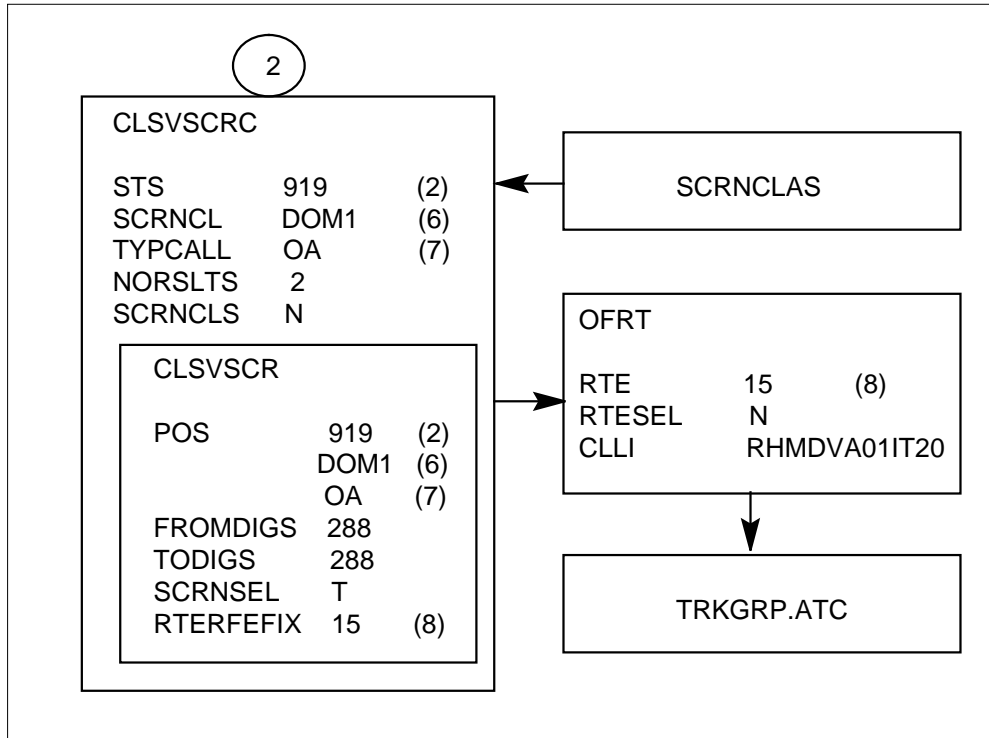 2
CLSVSCRC
STS 919 (2)
SCRNCL DOM1 (6)
TYPCALL OA (7)
NORSLTS 2
SCRNCLS N
CLSVSCR
POS 919 (2)
DOM1 (6)
OA (7)
FROMDIGS 288
TODIGS 288
SCRNSEL T
RTERFEFIX 15 (8)
SCRNCLAS
OFRT
RTE 15 (8)
RTESEL N
CLLI RHMDVA01IT20
TRKGRP.ATC